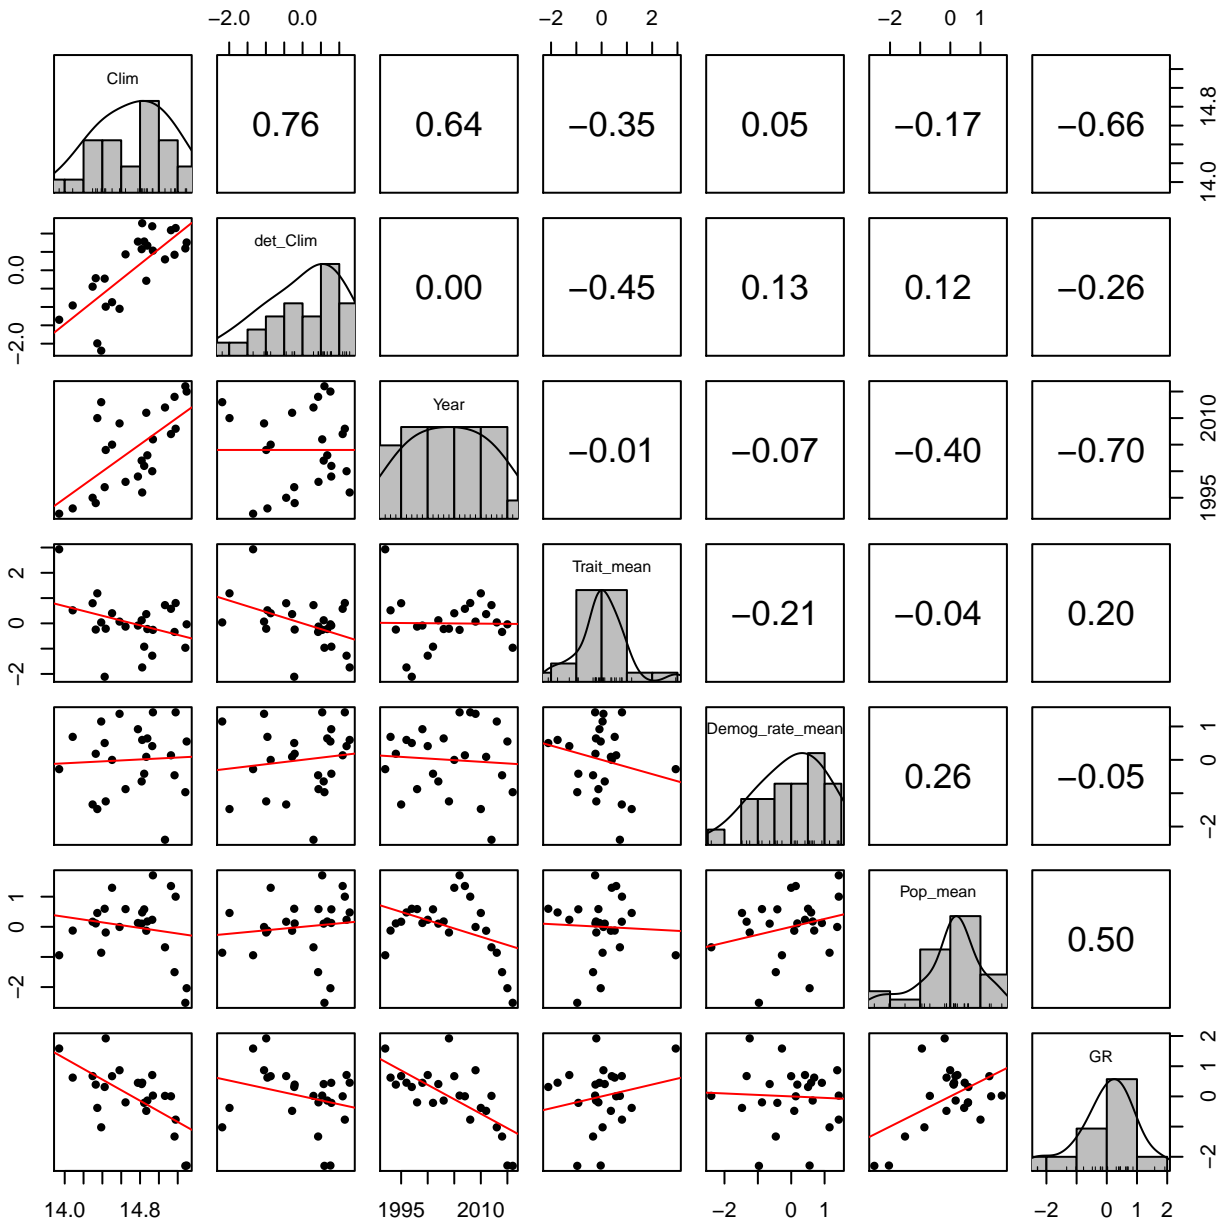 −2.0 0.0 −2 0 2 −2 0 1
Clim 0.76 0.64 −0.35 0.05 −0.17 −0.66 14.0 14.8
−2.0 0.0 det_Clim 0.00 −0.45 0.13 0.12 −0.26
Year −0.01 −0.07 −0.40 −0.70 1995 2010
−2 0 2 Trait_mean −0.21 −0.04 0.20
Demog_rate_mean 0.26 −0.05 −2 0 1
−2 0 1 Pop_mean 0.50
GR −2 −1 0 1 2
14.0 14.8 1995 2010 −2 0 1 −2 0 1 2